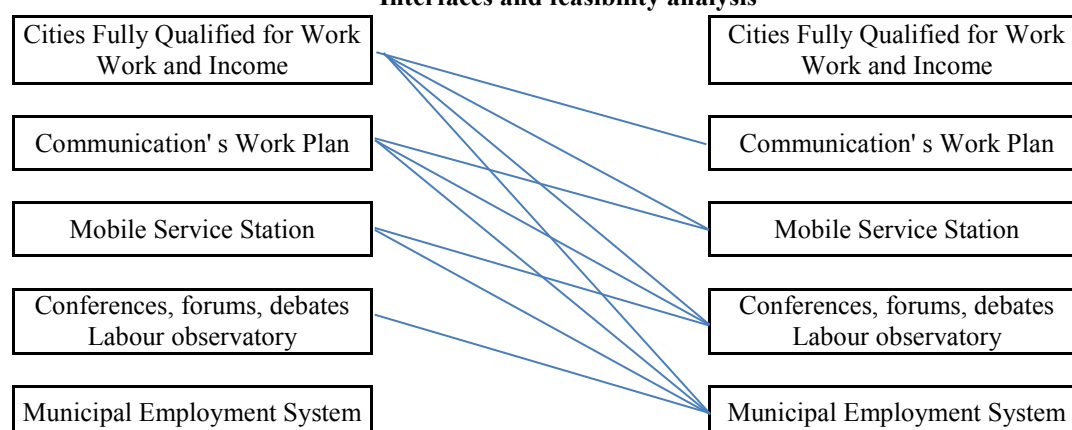 Interfaces and feasibility analysis
Cities Fully Qualified for Work
Work and Income
Cities Fully Qualified for Work
Work and Income
Communication' s Work Plan
Communication' s Work Plan
Mobile Service Station
Mobile Service Station
Conferences, forums, debates
Labour observatory
Conferences, forums, debates
Labour observatory
Municipal Employment System
Municipal Employment System